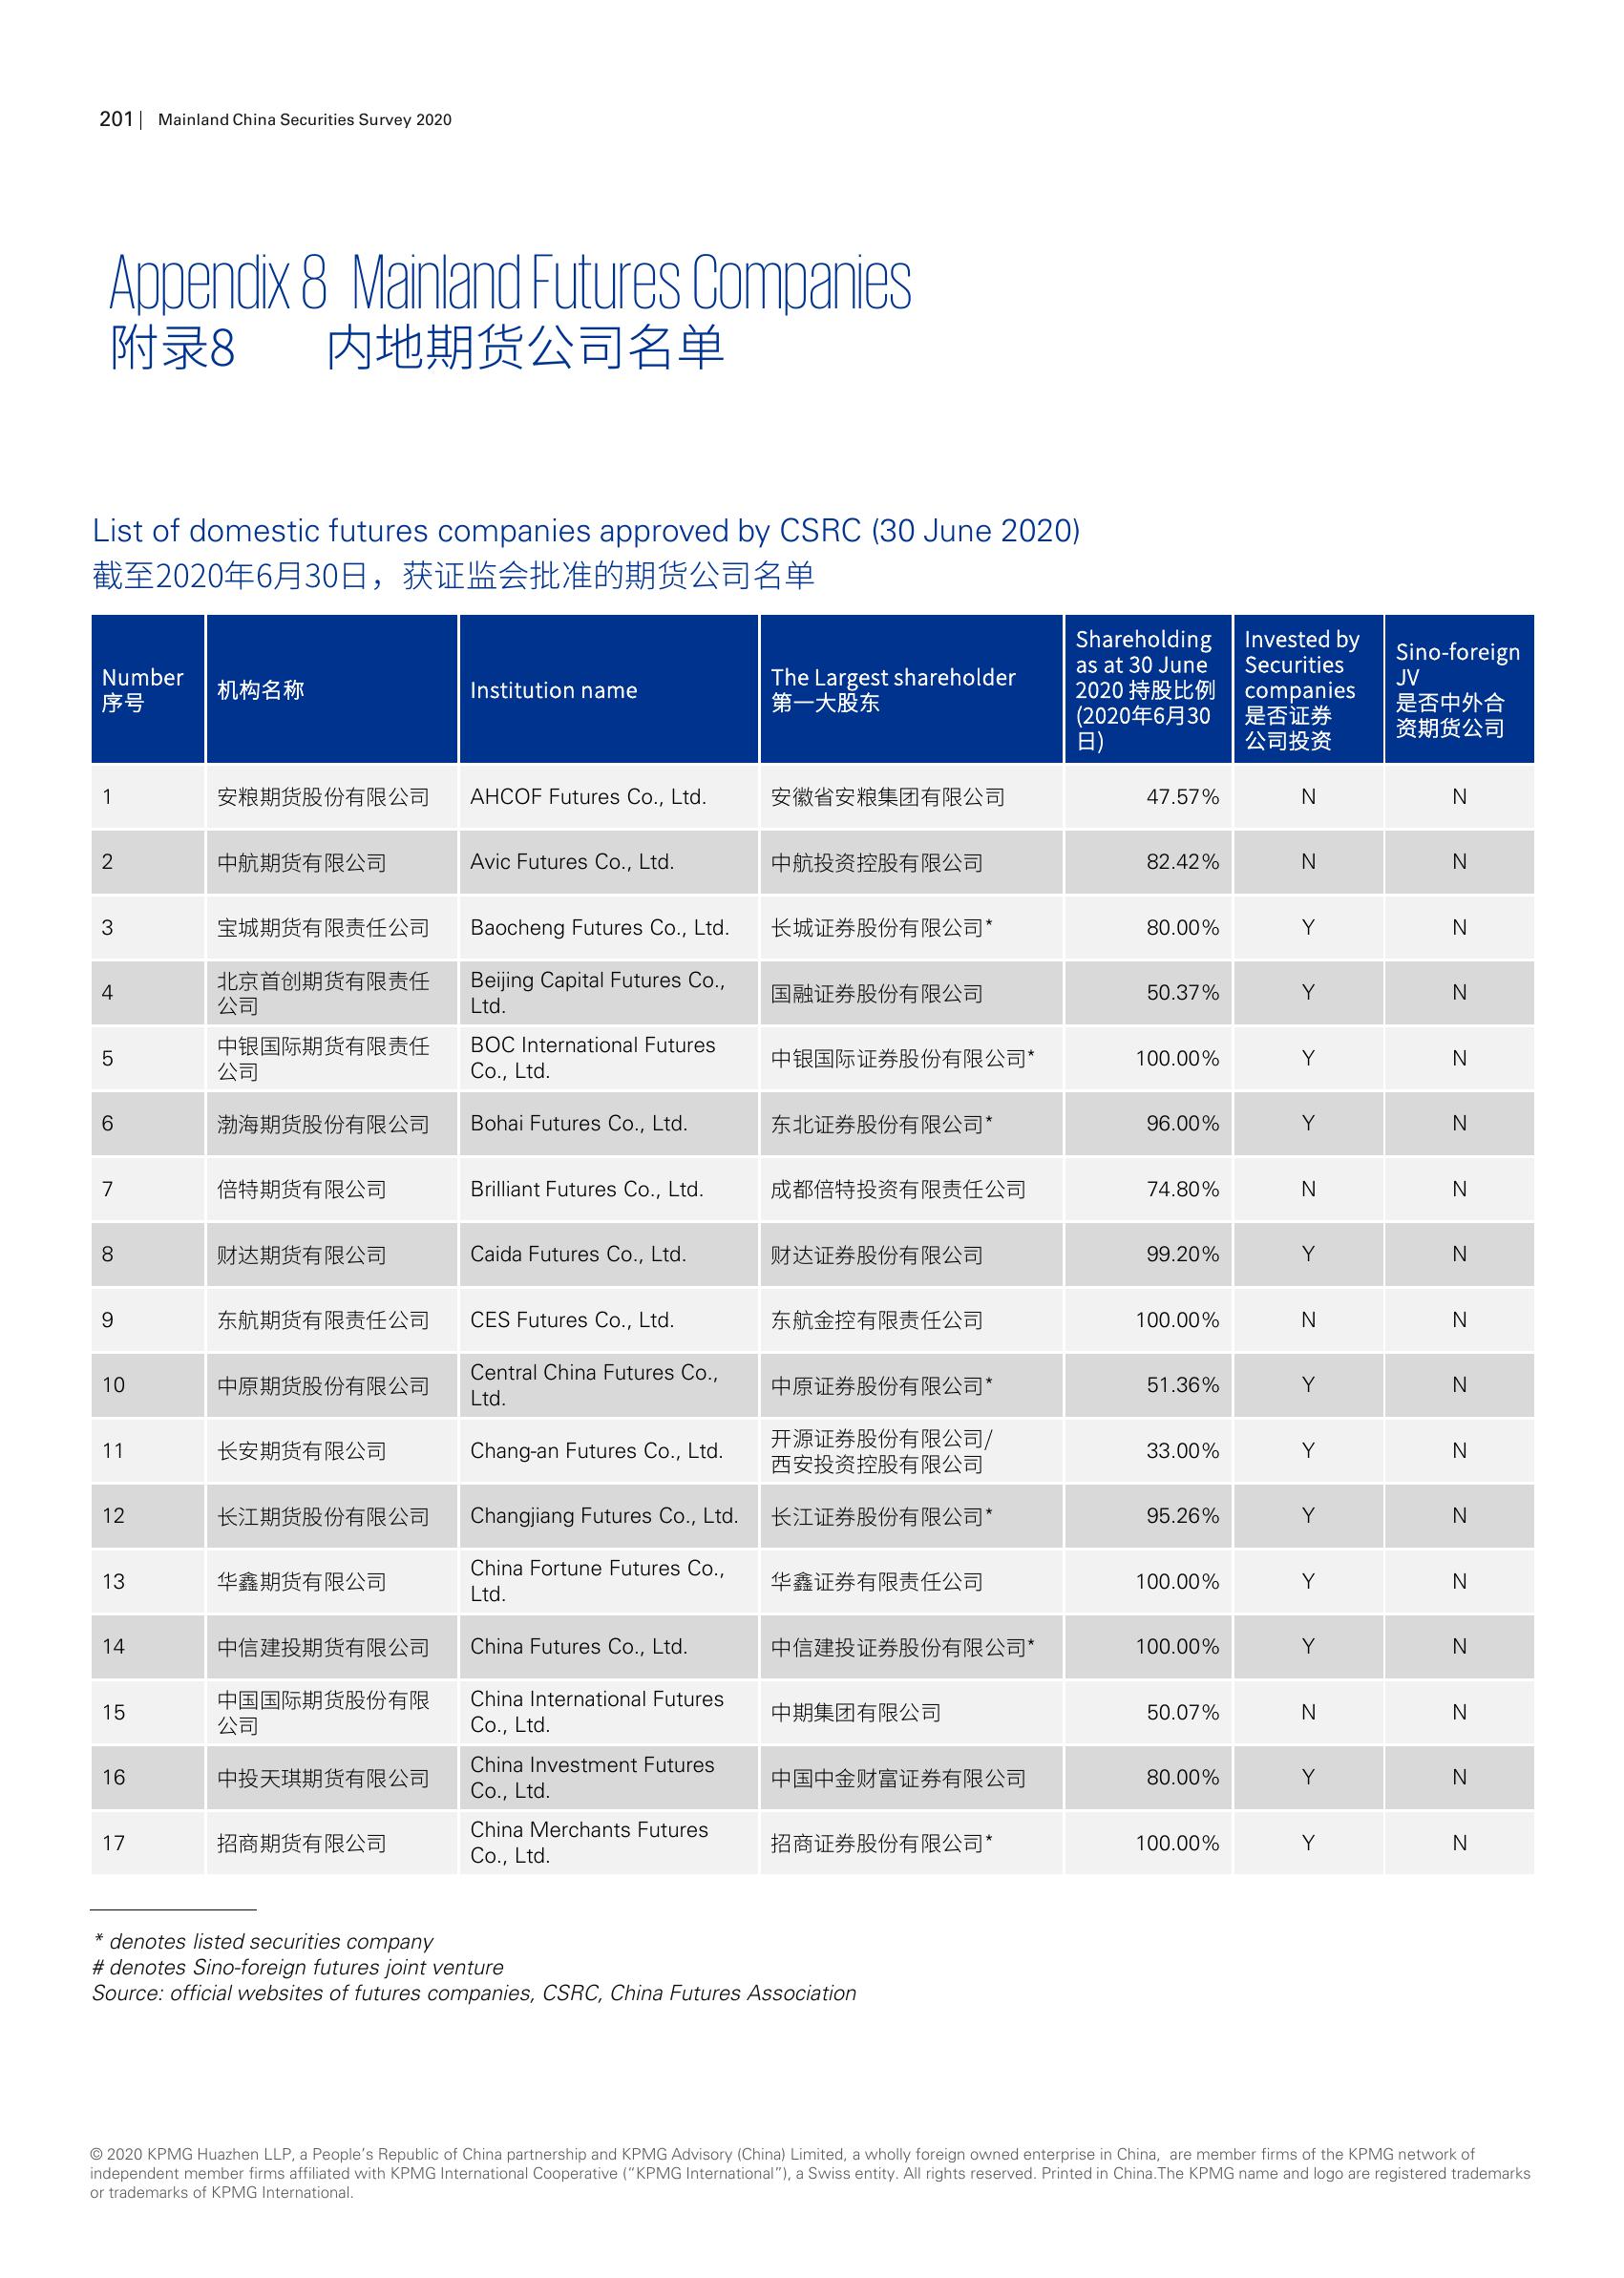 201 | Mainland China Securities Survey 2020
Appendix 8 Mainland Futures Companies
附录8 内地期货公司名单
List of domestic futures companies approved by CSRC (30 June 2020)
截至2020年6月30日，获证监会批准的期货公司名单
Number
序号
机构名称
Institution name
The Largest shareholder
第一大股东
Shareholding
as at 30 June
2020 持股比例
(2020年6月30
日)
Invested by
Securities
companies
是否证券
公司投资
Sino-foreign
JV
是否中外合
资期货公司
1 安粮期货股份有限公司 AHCOF Futures Co., Ltd. 安徽省安粮集团有限公司 47.57% N N
2 中航期货有限公司 Avic Futures Co., Ltd. 中航投资控股有限公司 82.42% N N
3 宝城期货有限责任公司 Baocheng Futures Co., Ltd. 长城证券股份有限公司* 80.00% Y N
4
北京首创期货有限责任
公司
Beijing Capital Futures Co.,
Ltd.
国融证券股份有限公司 50.37% Y N
5
中银国际期货有限责任
公司
BOC International Futures
Co., Ltd.
中银国际证券股份有限公司* 100.00% Y N
6 渤海期货股份有限公司 Bohai Futures Co., Ltd. 东北证券股份有限公司* 96.00% Y N
7 倍特期货有限公司 Brilliant Futures Co., Ltd. 成都倍特投资有限责任公司 74.80% N N
8 财达期货有限公司 Caida Futures Co., Ltd. 财达证券股份有限公司 99.20% Y N
9 东航期货有限责任公司 CES Futures Co., Ltd. 东航金控有限责任公司 100.00% N N
10 中原期货股份有限公司
Central China Futures Co.,
Ltd.
中原证券股份有限公司* 51.36% Y N
11 长安期货有限公司 Chang-an Futures Co., Ltd.
开源证券股份有限公司/
西安投资控股有限公司
33.00% Y N
12 长江期货股份有限公司 Changjiang Futures Co., Ltd. 长江证券股份有限公司* 95.26% Y N
13 华鑫期货有限公司
China Fortune Futures Co.,
Ltd.
华鑫证券有限责任公司 100.00% Y N
14 中信建投期货有限公司 China Futures Co., Ltd. 中信建投证券股份有限公司* 100.00% Y N
15
中国国际期货股份有限
公司
China International Futures
Co., Ltd.
中期集团有限公司 50.07% N N
16 中投天琪期货有限公司
China Investment Futures
Co., Ltd.
中国中金财富证券有限公司 80.00% Y N
17 招商期货有限公司
China Merchants Futures
Co., Ltd.
招商证券股份有限公司* 100.00% Y N
* denotes listed securities company
# denotes Sino-foreign futures joint venture
Source: official websites of futures companies, CSRC, China Futures Association
© 2020 KPMG Huazhen LLP, a People’s Republic of China partnership and KPMG Advisory (China) Limited, a wholly foreign owned enterprise in China, are member firms of the KPMG network of
independent member firms affiliated with KPMG International Cooperative (“KPMG International”), a Swiss entity. All rights reserved. Printed in China.The KPMG name and logo are registered trademarks
or trademarks of KPMG International.